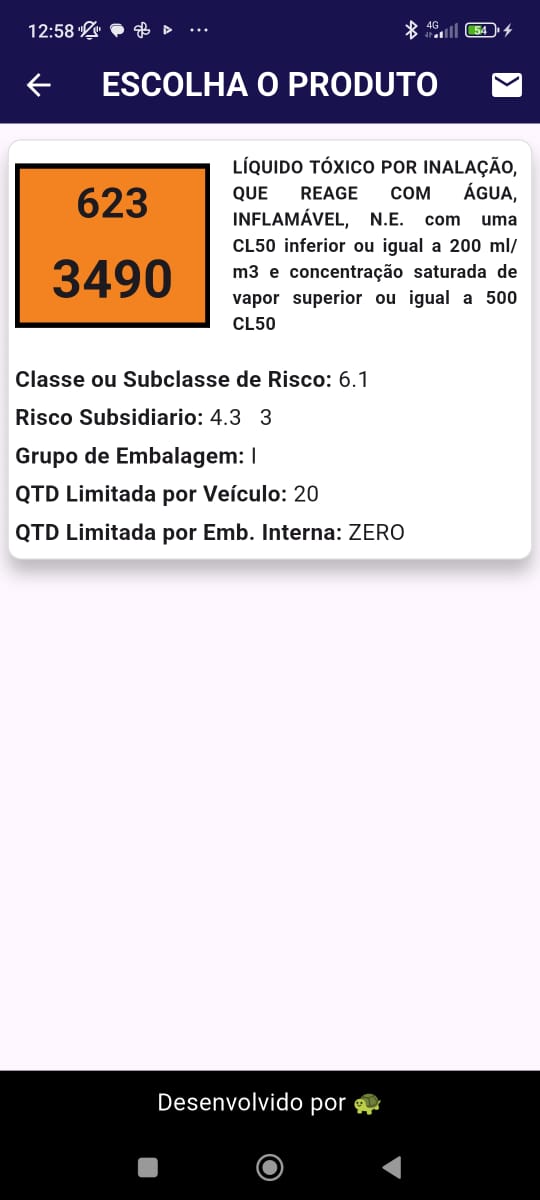 12:58
4G
54
ESCOLHA O PRODUTO
623
3490
LÍQUIDO TÓXICO POR INALAÇÃO,
QUE REAGE COM ÁGUA,
INFLAMÁVEL, N.E. com uma
CL50 inferior ou igual a 200 ml/
m3 e concentração saturada de
vapor superior ou igual a 500
CL50
Classe ou Subclasse de Risco: 6.1
Risco Subsidiario: 4.3 3
Grupo de Embalagem: I
QTD Limitada por Veículo: 20
QTD Limitada por Emb. Interna: ZERO
Desenvolvido por 🐢